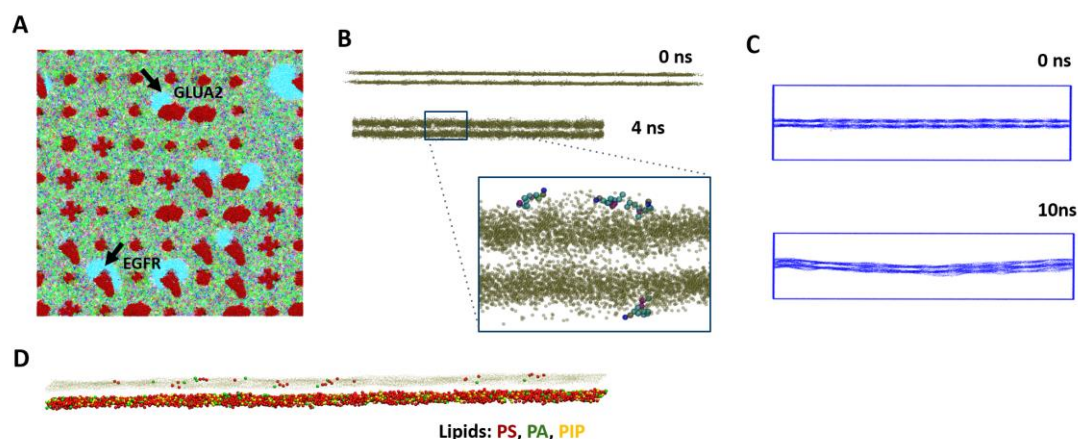 A
GLUA2
EGFR
B
0 ns
4 ns
C
0 ns
10ns
D
Lipids: PS, PA, PIP